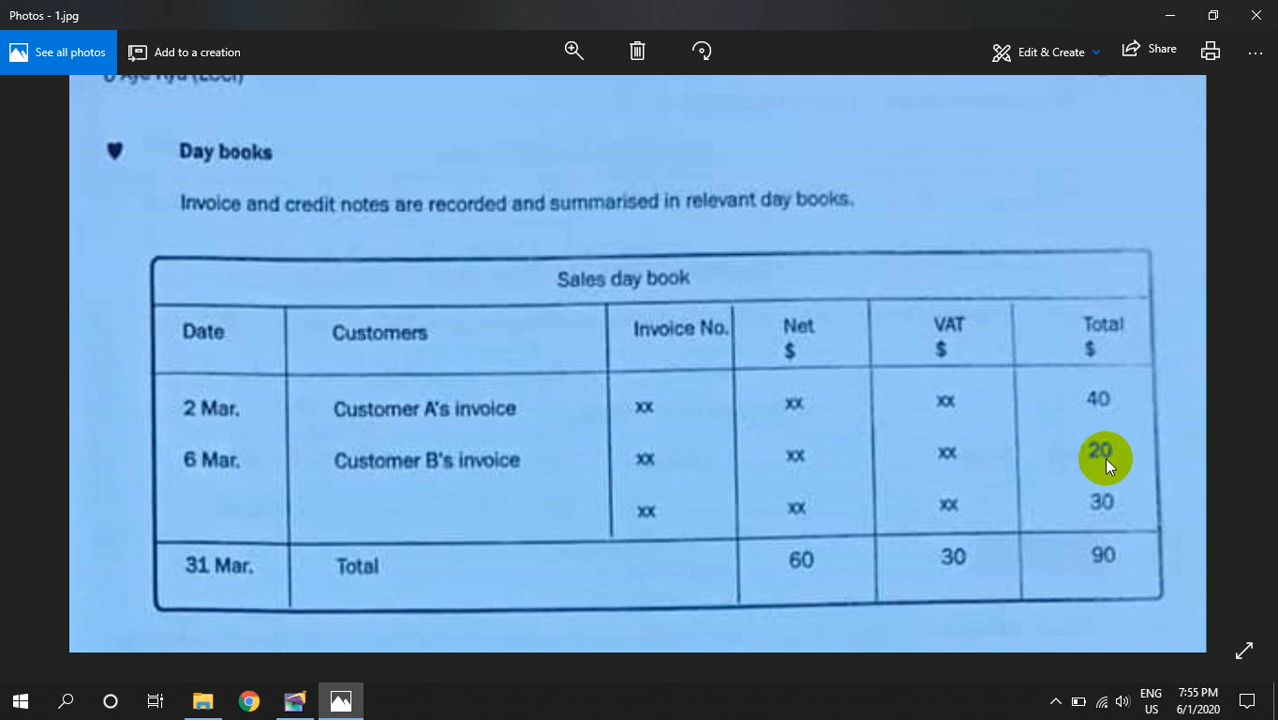 Photos - 1.jpg
See all photos
Add to a creation
Edit & Create
Share
Day books
Invoice and credit notes are recorded and summarised in relevant day books.
Sales day book
Date Customers Invoice No. Net $ VAT $ Total $
2 Mar. Customer A's invoice xx xx xx 40
6 Mar. Customer B's invoice xx xx xx 20
xx xx xx 30
31 Mar. Total 60 30 90
ENG US
7:55 PM
6/1/2020